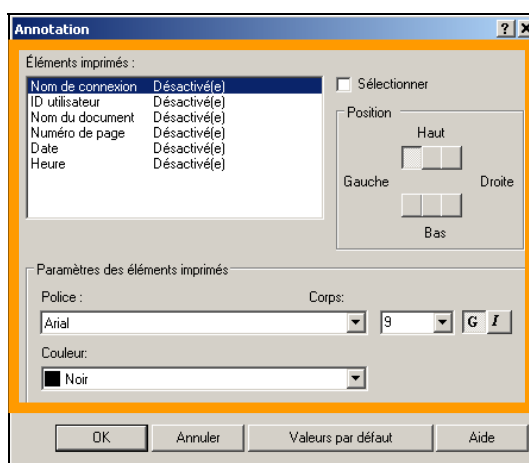 Annotation
Éléments imprimés :
Nom de connexion Désactivé(e)
ID utilisateur Désactivé(e)
Nom du document Désactivé(e)
Numéro de page Désactivé(e)
Date Désactivé(e)
Heure Désactivé(e)
Sélectionner
Position
Haut
Gauche Droite
Bas
Paramètres des éléments imprimés
Police : Corps:
Arial 9 G I
Couleur:
Noir
OK Annuler Valeurs par défaut Aide